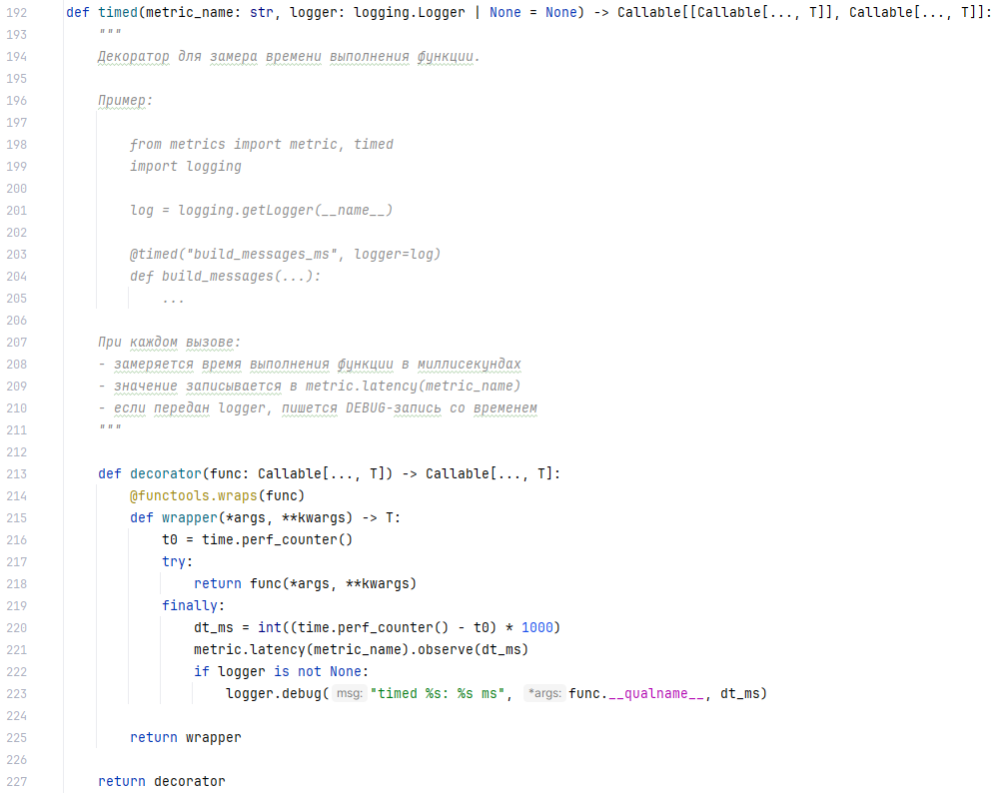 192 def timed(metric_name: str, logger: logging.Logger | None = None) -> Callable[[Callable[..., T]], Callable[..., T]]:
193     """
194     Декоратор для замера времени выполнения функции.
195
196     Пример:
197
198         from metrics import metric, timed
199         import logging
200
201         log = logging.getLogger(__name__)
202
203         @timed("build_messages_ms", logger=log)
204         def build_messages(...):
205             ...
206
207     При каждом вызове:
208     - замеряется время выполнения функции в миллисекундах
209     - значение записывается в metric.latency(metric_name)
210     - если передан logger, пишется DEBUG-запись со временем
211     """
212
213     def decorator(func: Callable[..., T]) -> Callable[..., T]:
214         @functools.wraps(func)
215         def wrapper(*args, **kwargs) -> T:
216             t0 = time.perf_counter()
217             try:
218                 return func(*args, **kwargs)
219             finally:
220                 dt_ms = int((time.perf_counter() - t0) * 1000)
221                 metric.latency(metric_name).observe(dt_ms)
222                 if logger is not None:
223                     logger.debug( msg: "timed %s: %s ms", *args: func.__qualname__, dt_ms)
224
225         return wrapper
226
227     return decorator